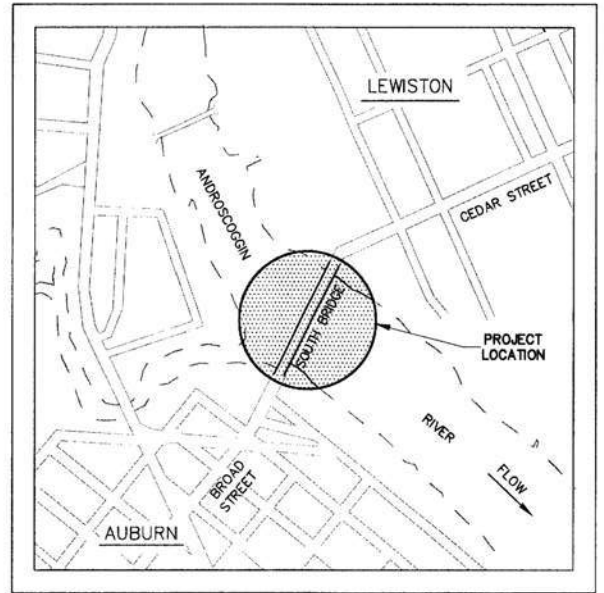 LEWISTON
ANDROSCOGGIN
CEDAR STREET
SOUTH BRIDGE
PROJECT
LOCATION
RIVER
FLOW
BROAD
STREET
AUBURN